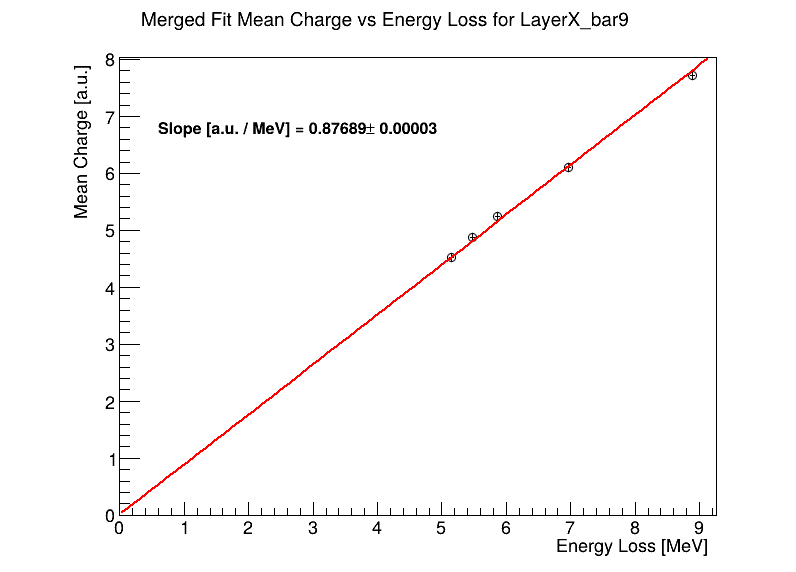 Merged Fit Mean Charge vs Energy Loss for LayerX_bar9
Mean Charge [a.u.]
8
7
6
5
4
3
2
1
0
Slope [a.u. / MeV] = 0.87689± 0.00003
0 1 2 3 4 5 6 7 8 9
Energy Loss [MeV]